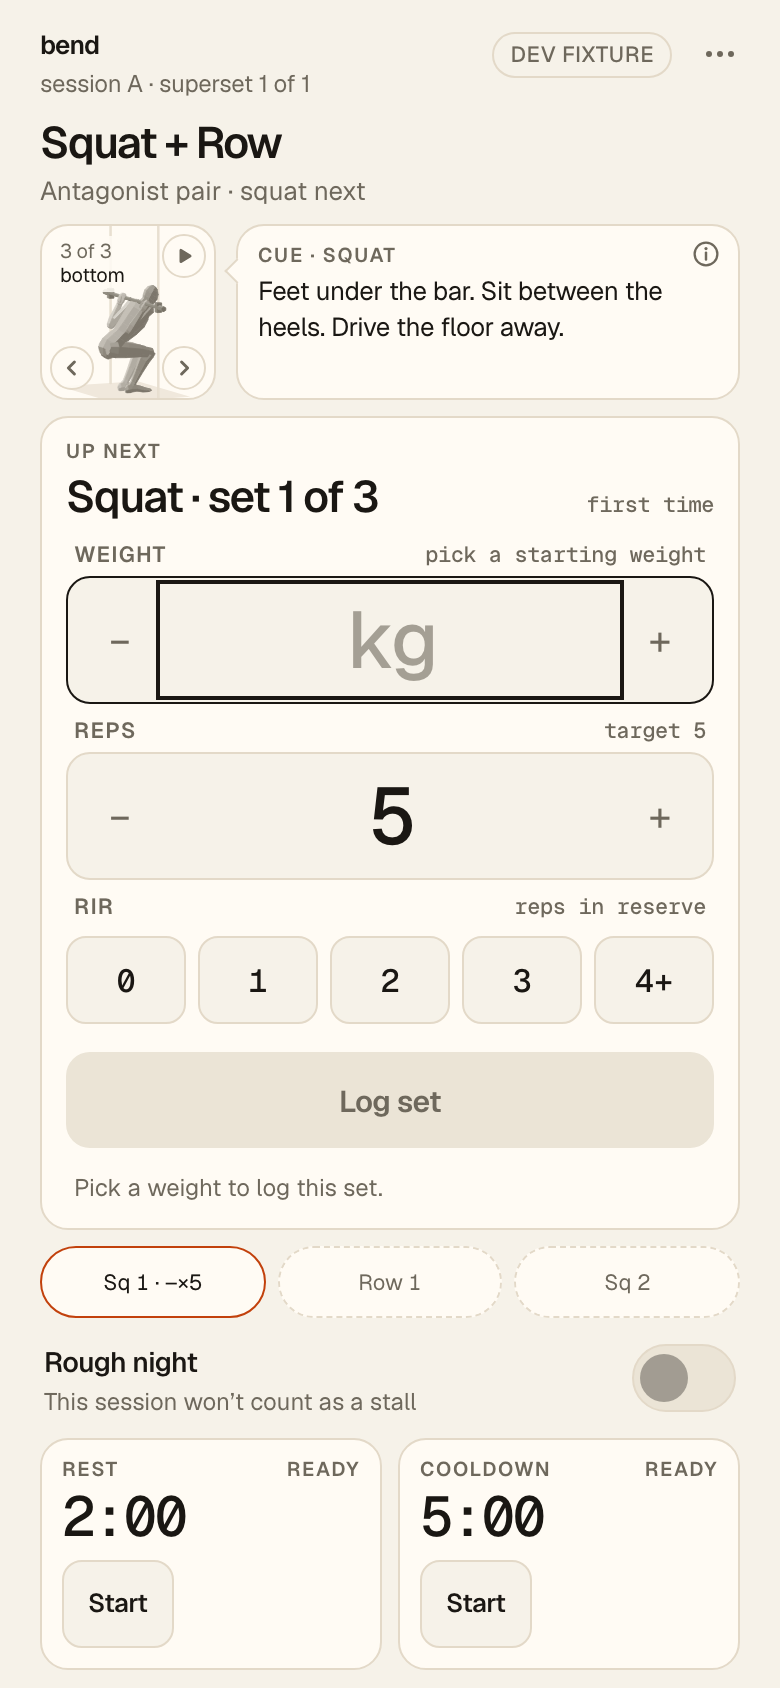 bend
DEV FIXTURE
session A · superset 1 of 1
Squat + Row
Antagonist pair · squat next
3 of 3
bottom
CUE · SQUAT
Feet under the bar. Sit between the
heels. Drive the floor away.
UP NEXT
Squat · set 1 of 3
first time
WEIGHT
pick a starting weight
− kg +
REPS
target 5
− 5 +
RIR
reps in reserve
0 1 2 3 4+
Log set
Pick a weight to log this set.
Sq 1 · –×5
Row 1
Sq 2
Rough night
This session won’t count as a stall
REST READY
2:00
Start
COOLDOWN READY
5:00
Start